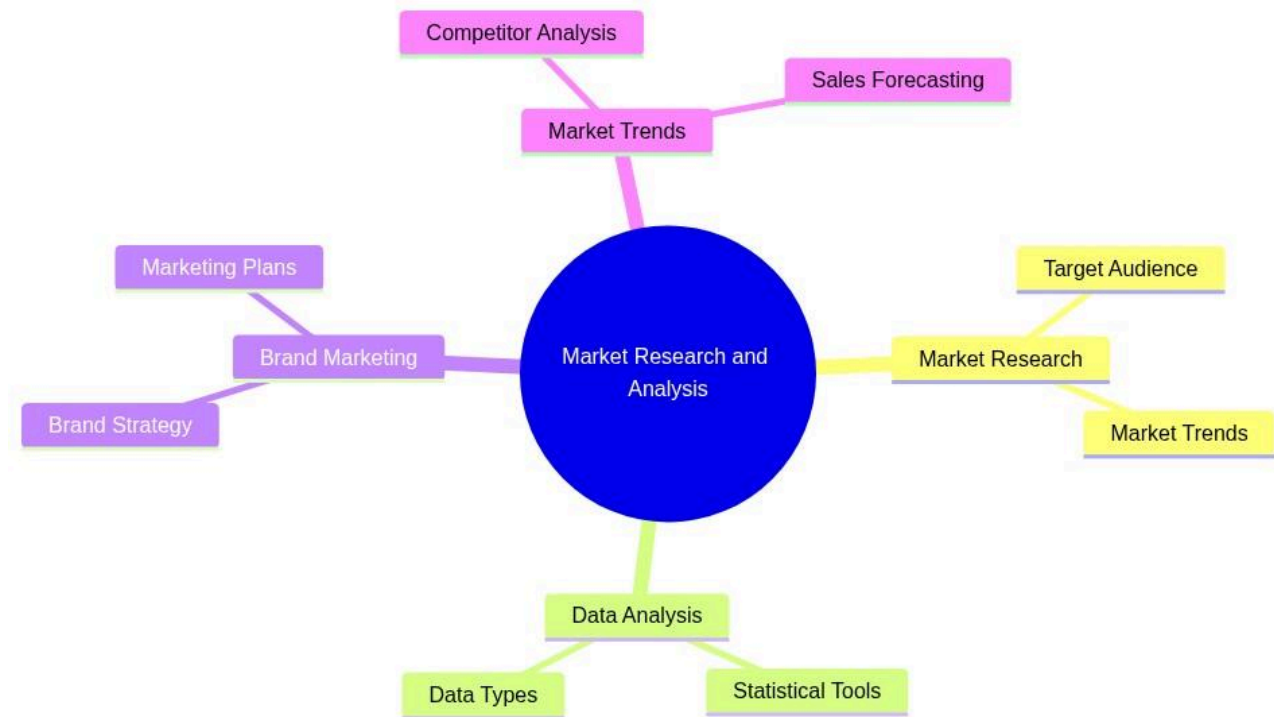 Competitor Analysis
Sales Forecasting
Market Trends
Marketing Plans
Target Audience
Brand Marketing
Market Research and
Analysis
Market Research
Brand Strategy
Market Trends
Data Analysis
Data Types
Statistical Tools